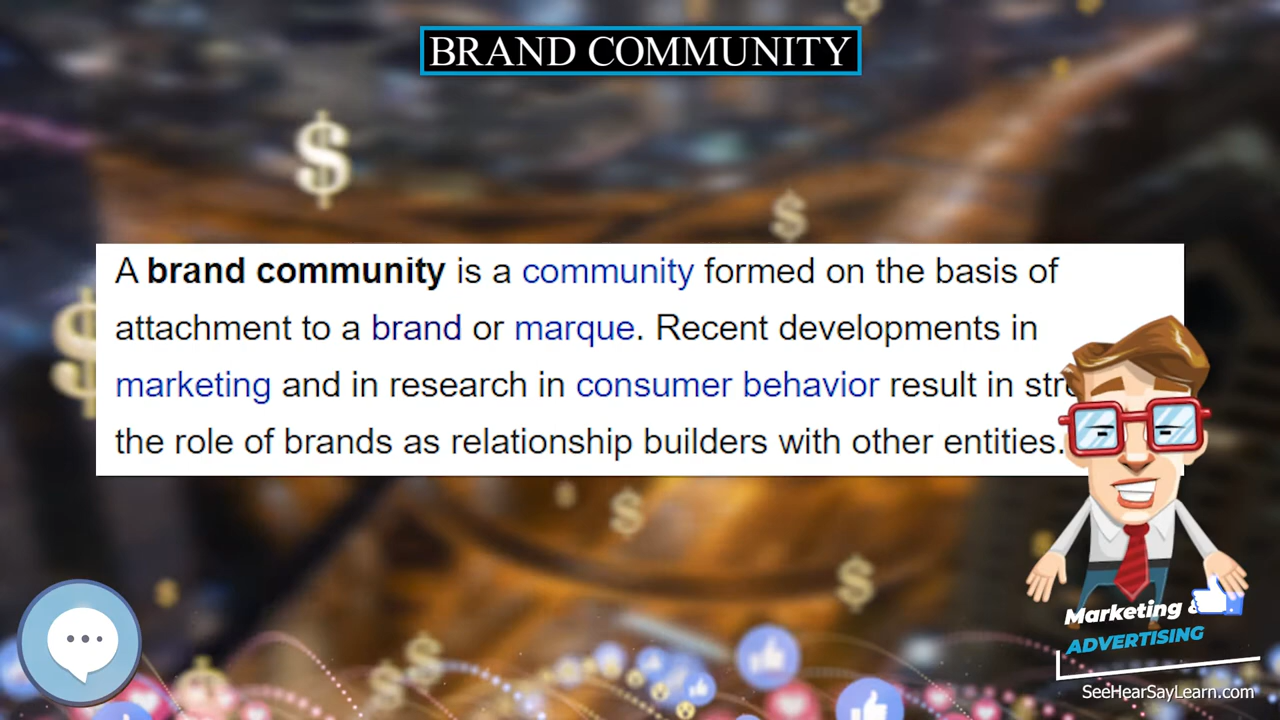 BRAND COMMUNITY
A brand community is a community formed on the basis of
attachment to a brand or marque. Recent developments in
marketing and in research in consumer behavior result in
the role of brands as relationship builders with other entities.
Marketing &
ADVERTISING
SeeHearSayLearn.com